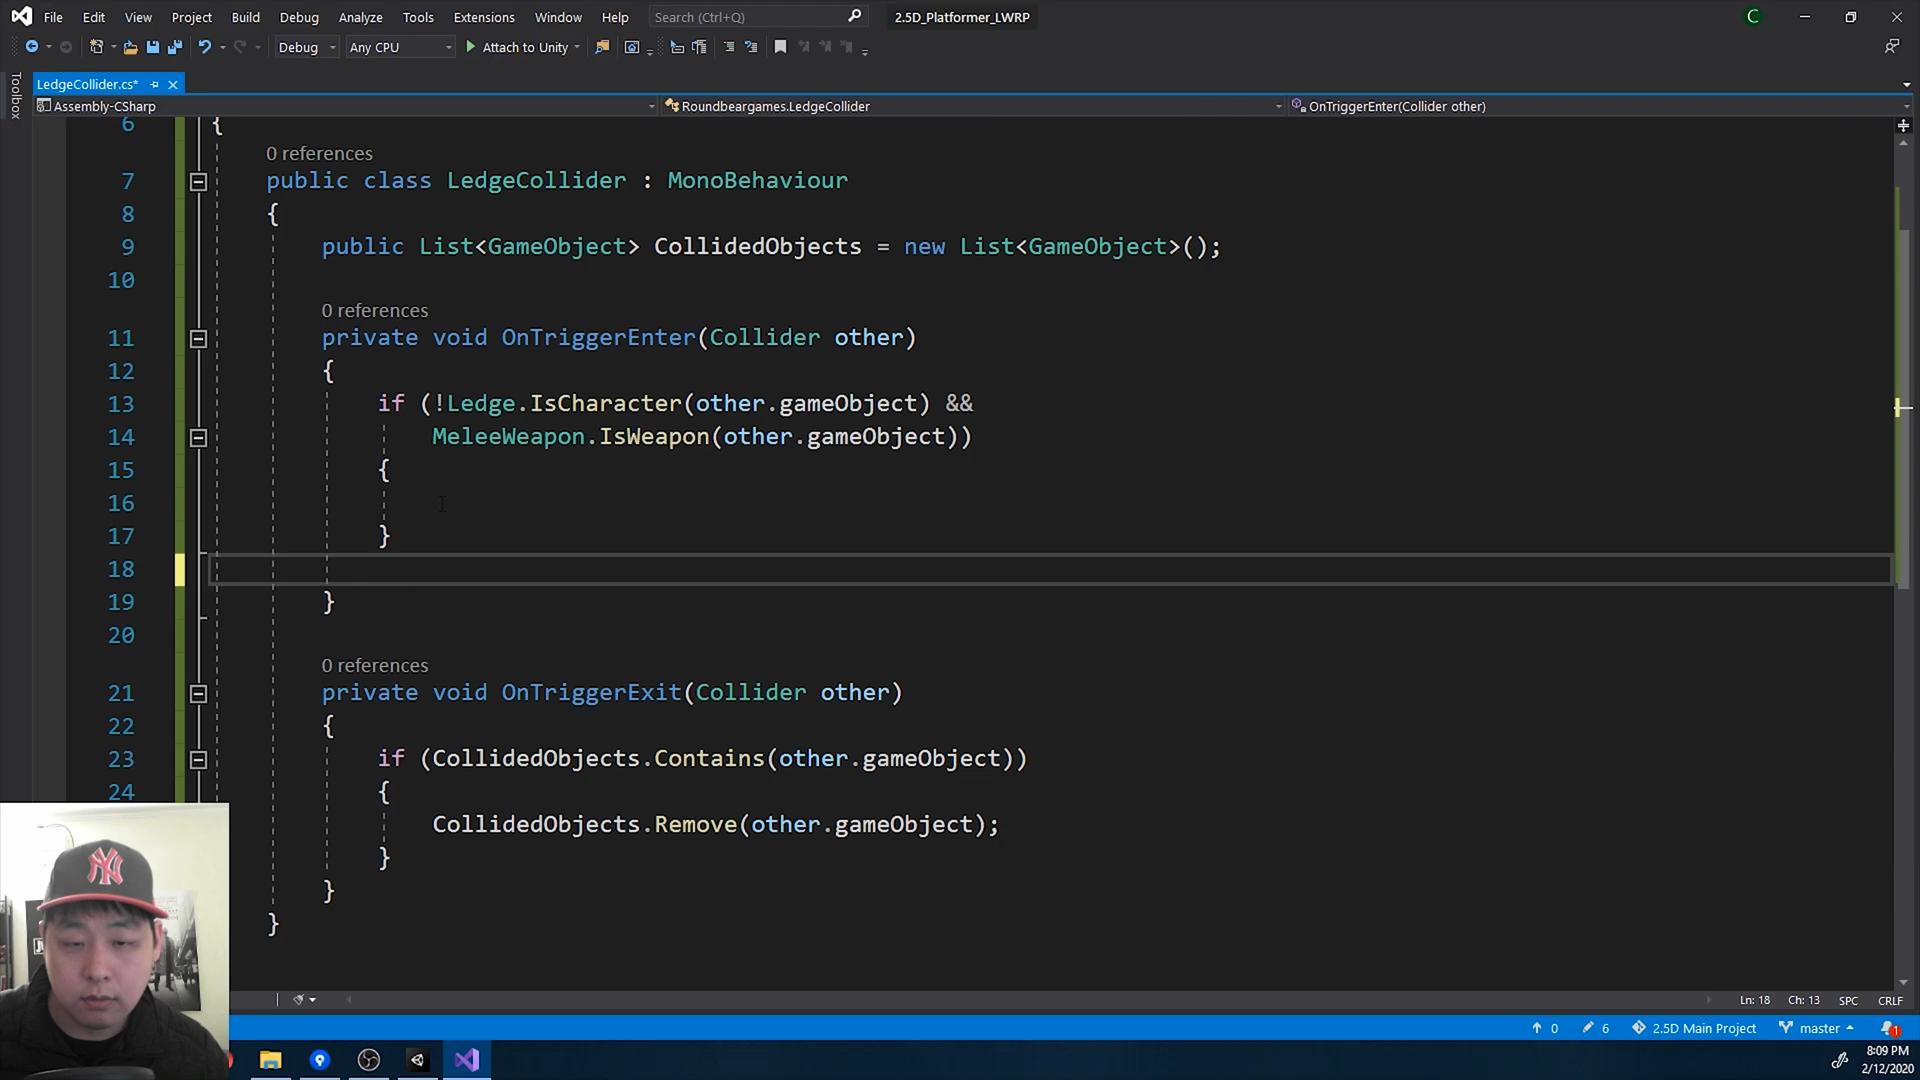 File Edit View Project Build Debug Analyze Tools Extensions Window Help Search (Ctrl+Q) 2.5D_Platformer_LWRP C
Debug Any CPU Attach to Unity
Toolbox
LedgeCollider.cs*
Assembly-CSharp Roundbeargames.LedgeCollider OnTriggerEnter(Collider other)
6 {
0 references
7 public class LedgeCollider : MonoBehaviour
8 {
9 public List<GameObject> CollidedObjects = new List<GameObject>();
10
0 references
11 private void OnTriggerEnter(Collider other)
12 {
13 if (!Ledge.IsCharacter(other.gameObject) &&
14 MeleeWeapon.IsWeapon(other.gameObject))
15 {
16
17 }
18
19 }
20
0 references
21 private void OnTriggerExit(Collider other)
22 {
23 if (CollidedObjects.Contains(other.gameObject))
24 {
CollidedObjects.Remove(other.gameObject);
}
}
}
Ln: 18 Ch: 13 SPC CRLF
0 6 2.5D Main Project master 1
8:09 PM
2/12/2020
NY